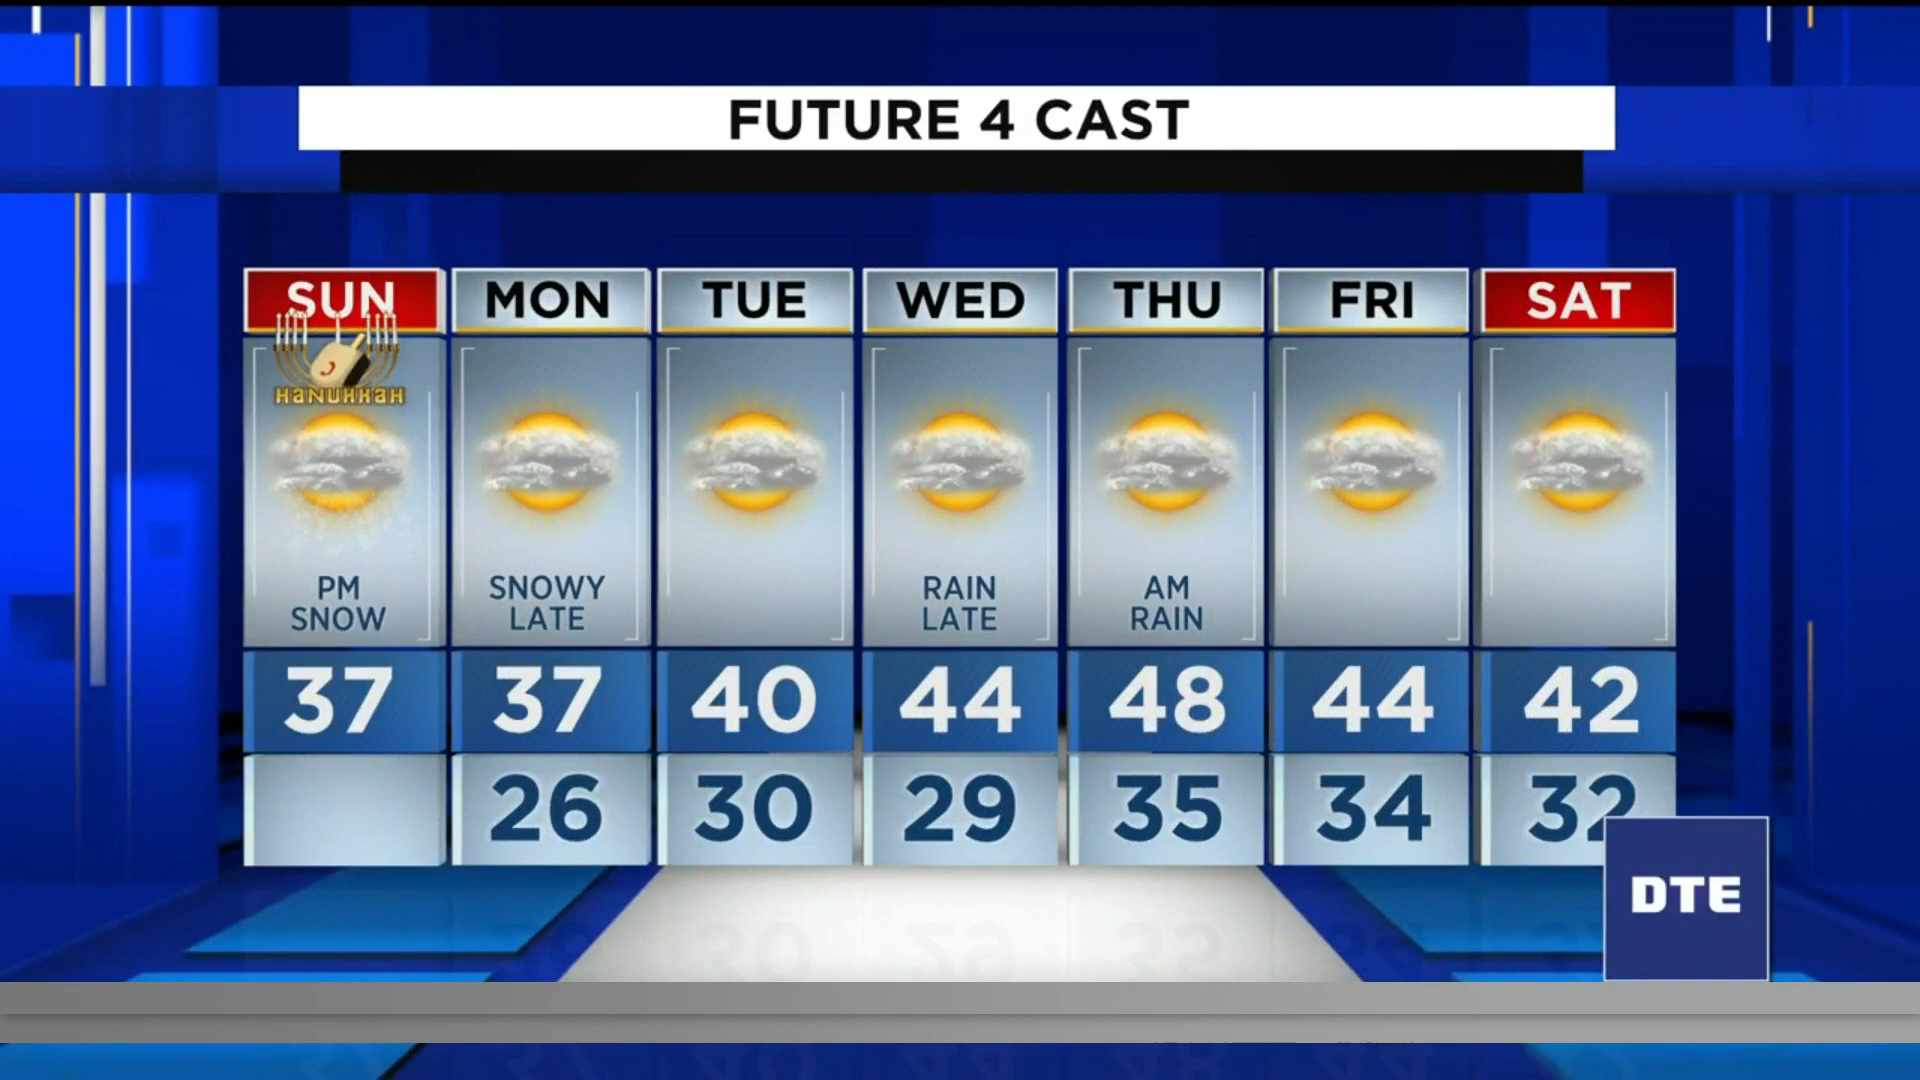 FUTURE 4 CAST
SUN MON TUE WED THU FRI SAT
HANUKKAH
PM SNOWY RAIN AM
SNOW LATE LATE RAIN
37 37 40 44 48 44 42
26 30 29 35 34 32
DTE